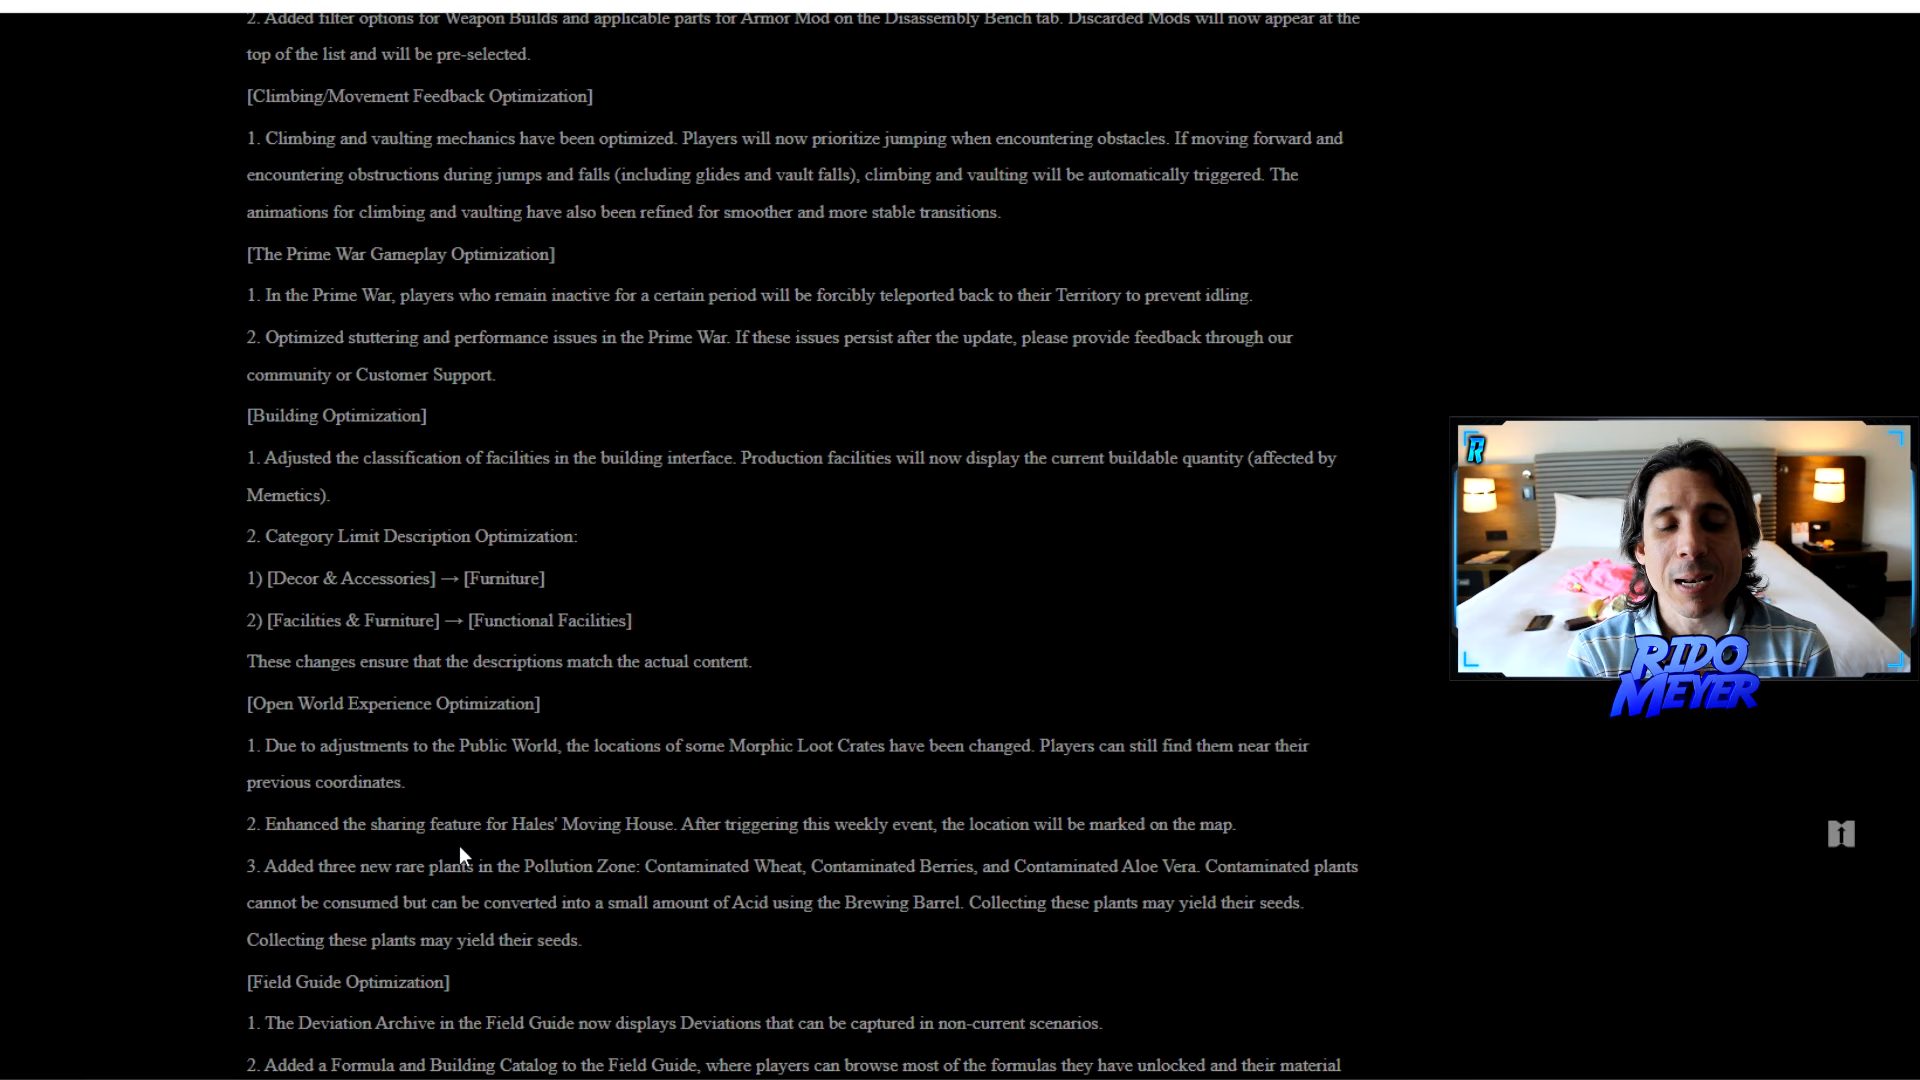 2. Added filter options for Weapon Builds and applicable parts for Armor Mod on the Disassembly Bench tab. Discarded Mods will now appear at the
top of the list and will be pre-selected.
[Climbing/Movement Feedback Optimization]
1. Climbing and vaulting mechanics have been optimized. Players will now prioritize jumping when encountering obstacles. If moving forward and
encountering obstructions during jumps and falls (including glides and vault falls), climbing and vaulting will be automatically triggered. The
animations for climbing and vaulting have also been refined for smoother and more stable transitions.
[The Prime War Gameplay Optimization]
1. In the Prime War, players who remain inactive for a certain period will be forcibly teleported back to their Territory to prevent idling.
2. Optimized stuttering and performance issues in the Prime War. If these issues persist after the update, please provide feedback through our
community or Customer Support.
[Building Optimization]
1. Adjusted the classification of facilities in the building interface. Production facilities will now display the current buildable quantity (affected by
Memetics).
2. Category Limit Description Optimization:
1) [Decor & Accessories] → [Furniture]
2) [Facilities & Furniture] → [Functional Facilities]
These changes ensure that the descriptions match the actual content.
[Open World Experience Optimization]
1. Due to adjustments to the Public World, the locations of some Morphic Loot Crates have been changed. Players can still find them near their
previous coordinates.
2. Enhanced the sharing feature for Hales' Moving House. After triggering this weekly event, the location will be marked on the map.
3. Added three new rare plants in the Pollution Zone: Contaminated Wheat, Contaminated Berries, and Contaminated Aloe Vera. Contaminated plants
cannot be consumed but can be converted into a small amount of Acid using the Brewing Barrel. Collecting these plants may yield their seeds.
Collecting these plants may yield their seeds.
[Field Guide Optimization]
1. The Deviation Archive in the Field Guide now displays Deviations that can be captured in non-current scenarios.
2. Added a Formula and Building Catalog to the Field Guide, where players can browse most of the formulas they have unlocked and their material
R
RIDO
MEYER